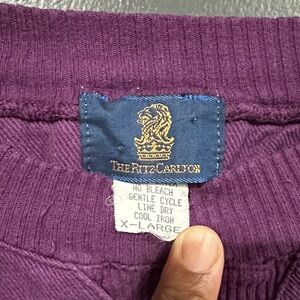 THE RITZ CARLTON
NO BLEACH
GENTLE CYCLE
LINE DRY
COOL IRON
X-LARGE